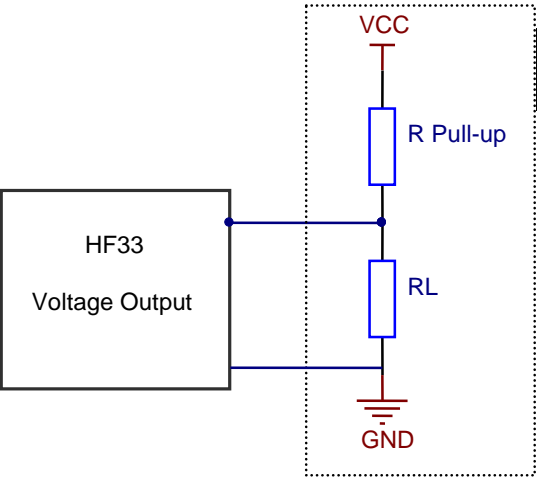 VCC
R Pull-up
HF33
Voltage Output
RL
GND